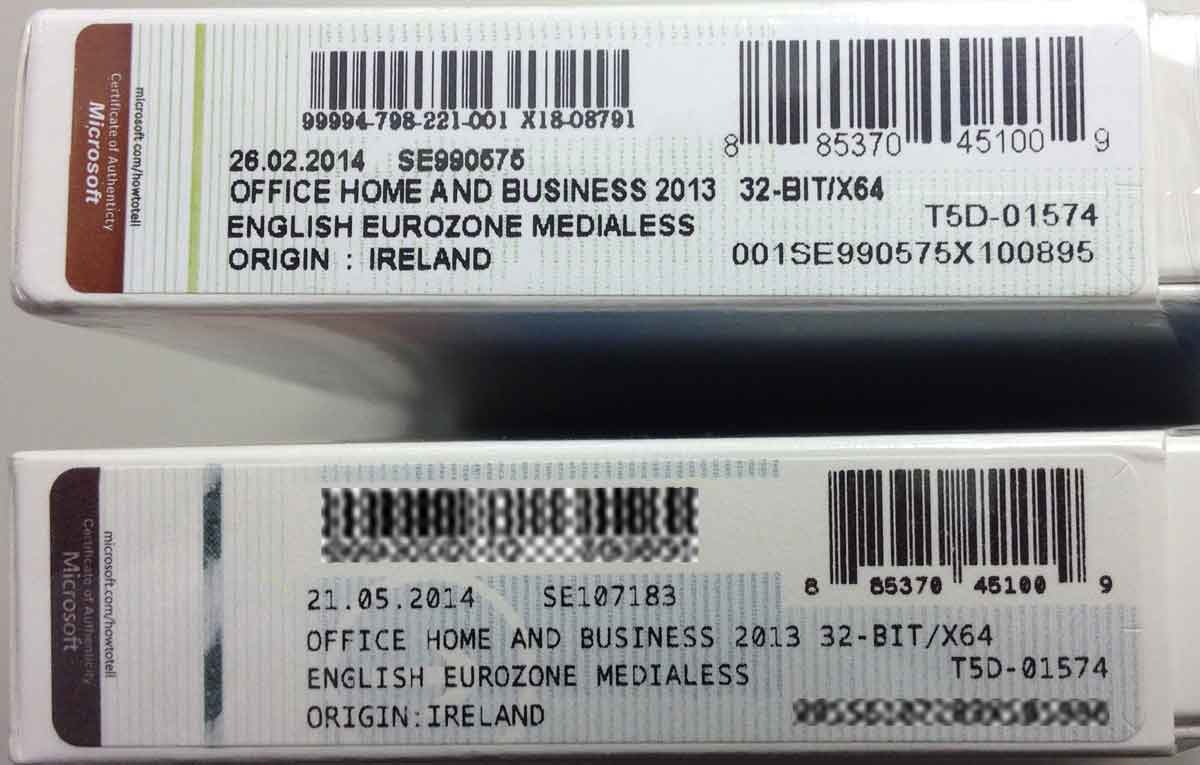 microsoft.com/howtotell
Certificate of Authenticity
Microsoft
99994-798-221-001 X18-08791
8 85370 45100 9
26.02.2014 SE990575
OFFICE HOME AND BUSINESS 2013 32-BIT/X64
ENGLISH EUROZONE MEDIALESS
T5D-01574
ORIGIN : IRELAND
001SE990575X100895
microsoft.com/howtotell
Certificate of Authenticity
Microsoft
8 85370 45100 9
21.05.2014 SE107183
OFFICE HOME AND BUSINESS 2013 32-BIT/X64
ENGLISH EUROZONE MEDIALESS
T5D-01574
ORIGIN:IRELAND